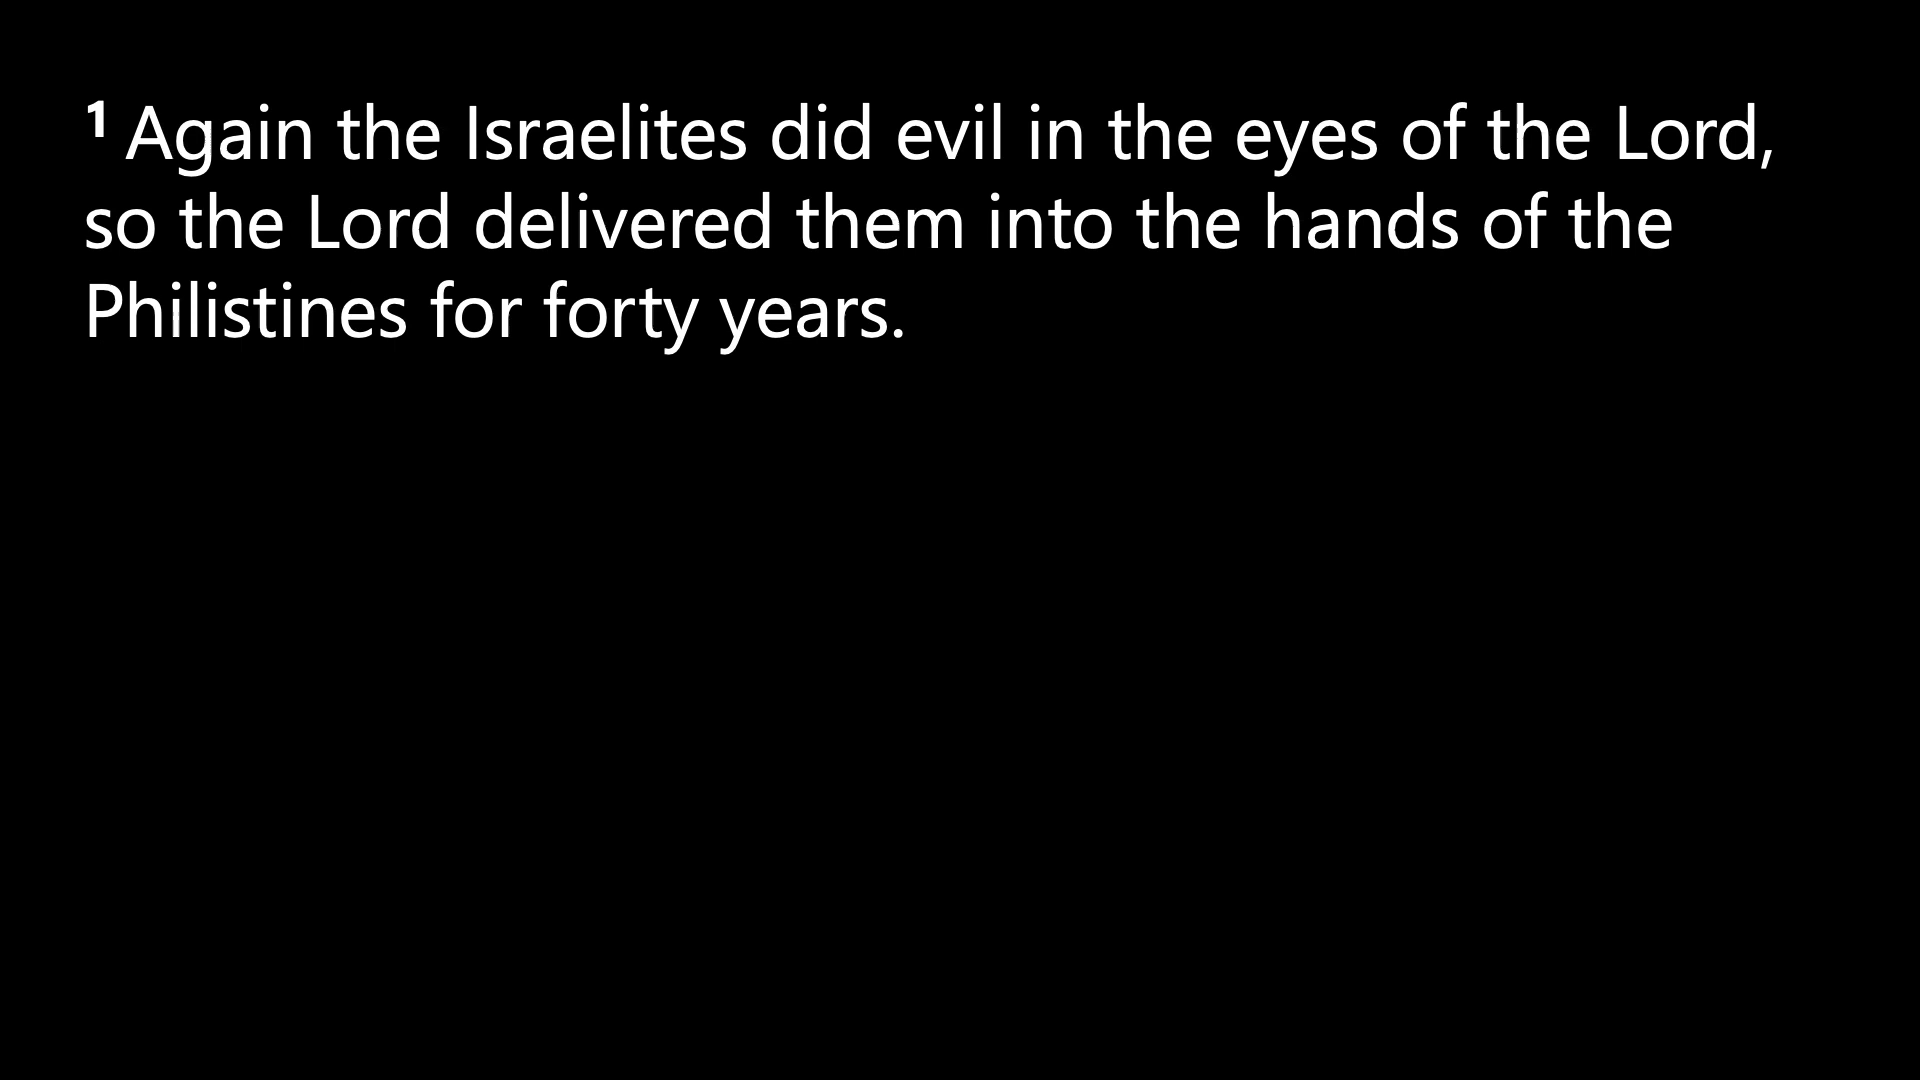 ¹ Again the Israelites did evil in the eyes of the Lord,
so the Lord delivered them into the hands of the
Philistines for forty years.